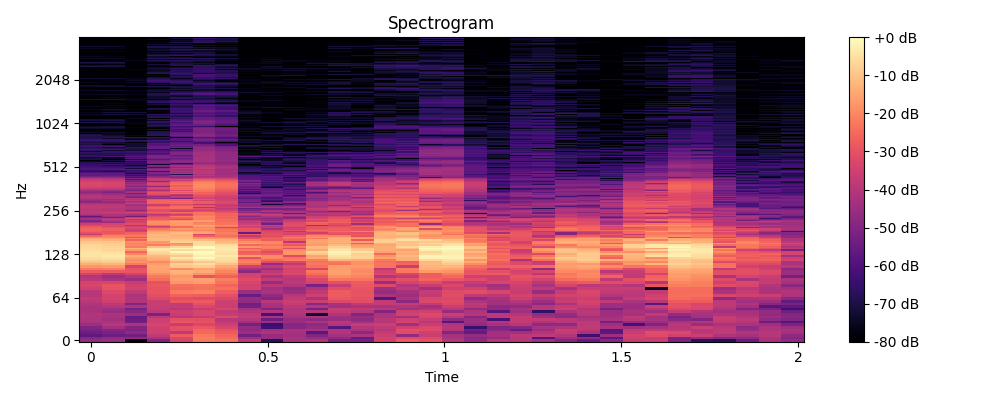 Spectrogram
Hz
2048
1024
512
256
128
64
0
0
0.5
1
1.5
2
Time
+0 dB
-10 dB
-20 dB
-30 dB
-40 dB
-50 dB
-60 dB
-70 dB
-80 dB